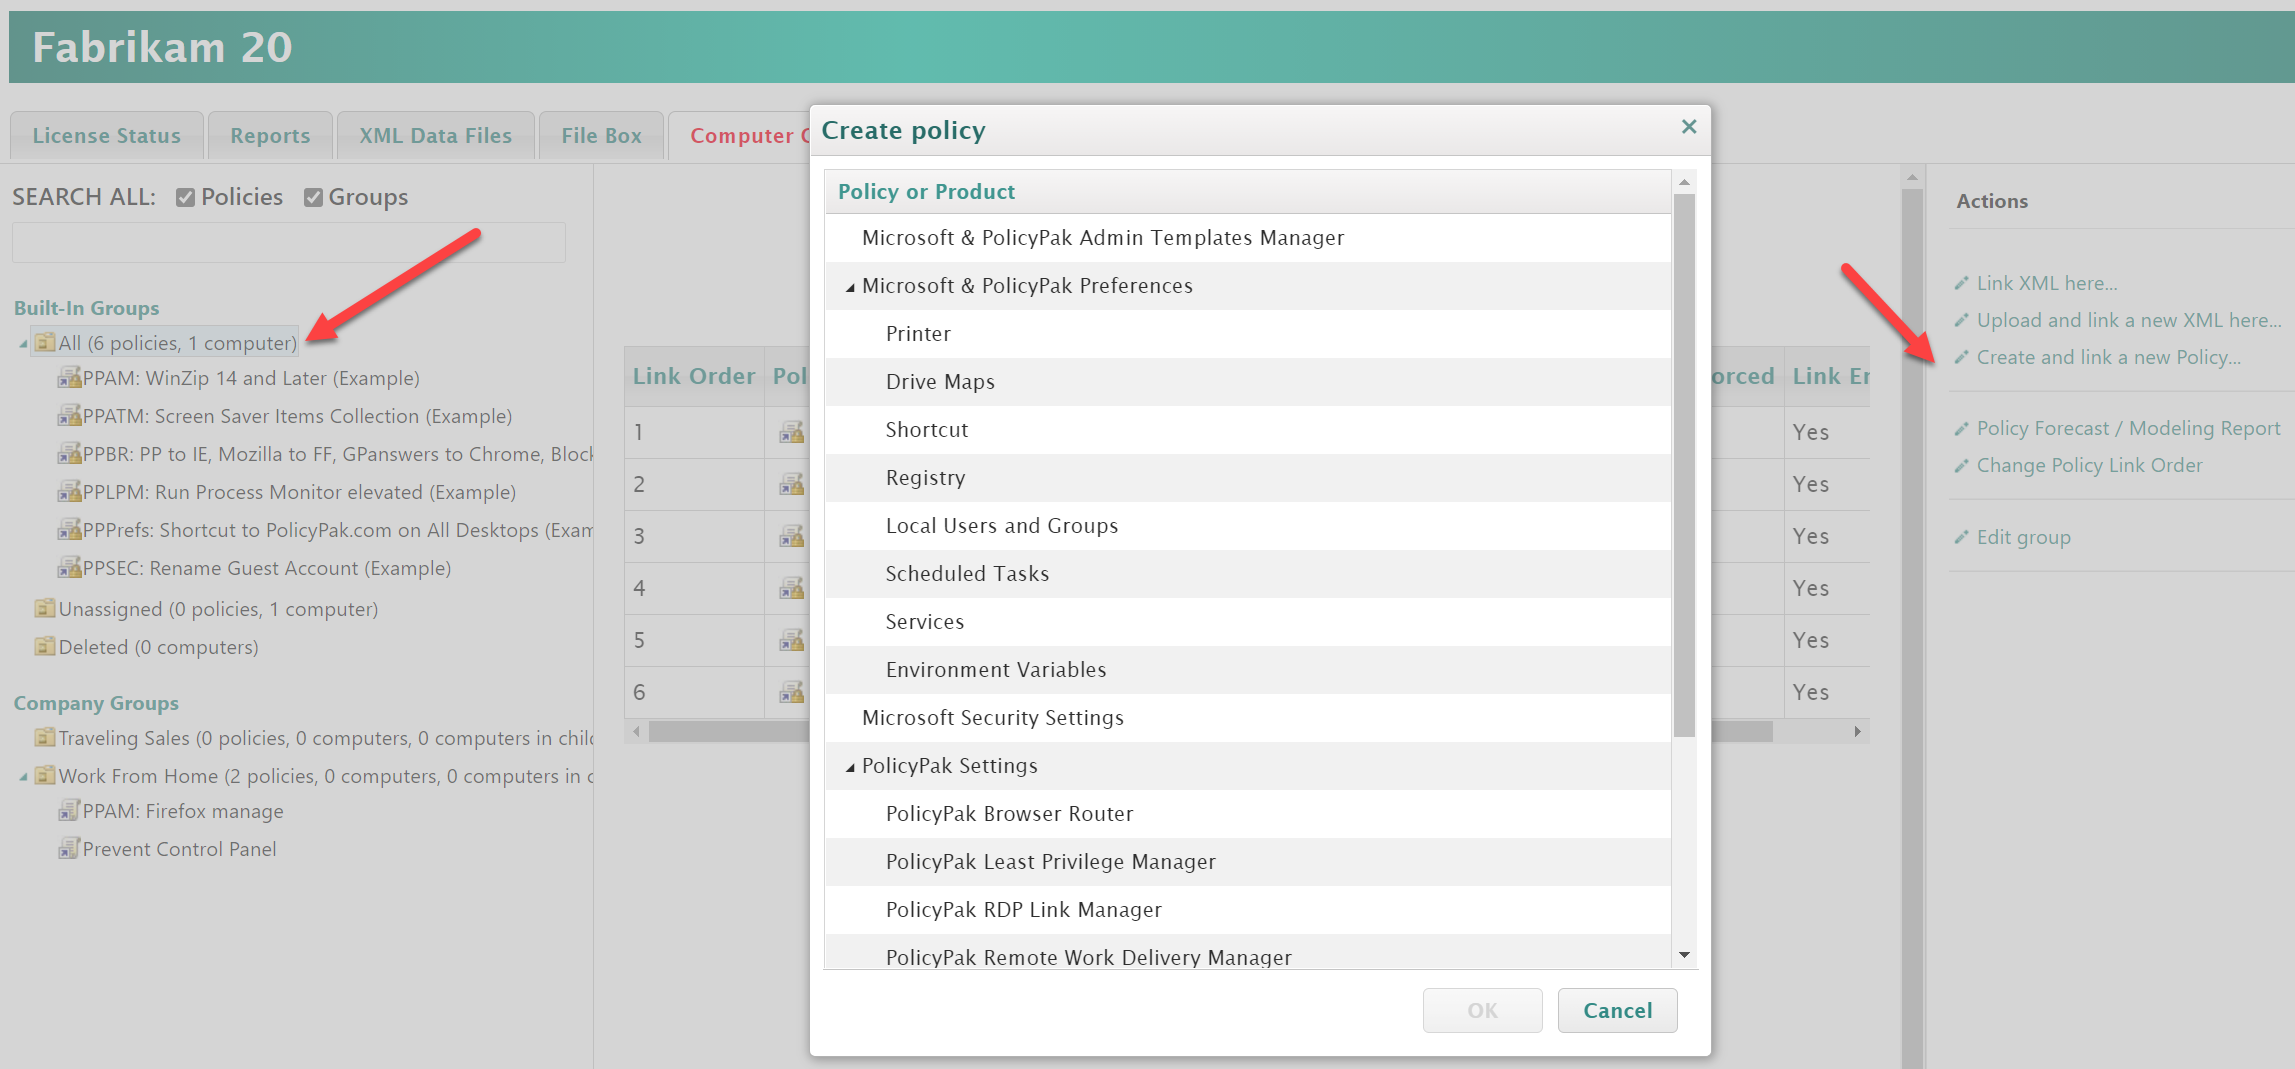 Fabrikam 20
License Status
Reports
XML Data Files
File Box
Computer
SEARCH ALL:
Policies
Groups
Built-In Groups
All (6 policies, 1 computer)
PPAM: WinZip 14 and Later (Example)
PPATM: Screen Saver Items Collection (Example)
PPBR: PP to IE, Mozilla to FF, GPanswers to Chrome, Block
PPLPM: Run Process Monitor elevated (Example)
PPPrefs: Shortcut to PolicyPak.com on All Desktops (Exam
PPSEC: Rename Guest Account (Example)
Unassigned (0 policies, 1 computer)
Deleted (0 computers)
Company Groups
Traveling Sales (0 policies, 0 computers, 0 computers in chil
Work From Home (2 policies, 0 computers, 0 computers in c
PPAM: Firefox manage
Prevent Control Panel
Link Order
Pol
orced
Link En
1
Yes
2
Yes
3
Yes
4
Yes
5
Yes
6
Yes
Create policy
Policy or Product
Microsoft & PolicyPak Admin Templates Manager
Microsoft & PolicyPak Preferences
Printer
Drive Maps
Shortcut
Registry
Local Users and Groups
Scheduled Tasks
Services
Environment Variables
Microsoft Security Settings
PolicyPak Settings
PolicyPak Browser Router
PolicyPak Least Privilege Manager
PolicyPak RDP Link Manager
PolicyPak Remote Work Delivery Manager
OK
Cancel
Actions
Link XML here...
Upload and link a new XML here...
Create and link a new Policy...
Policy Forecast / Modeling Report
Change Policy Link Order
Edit group